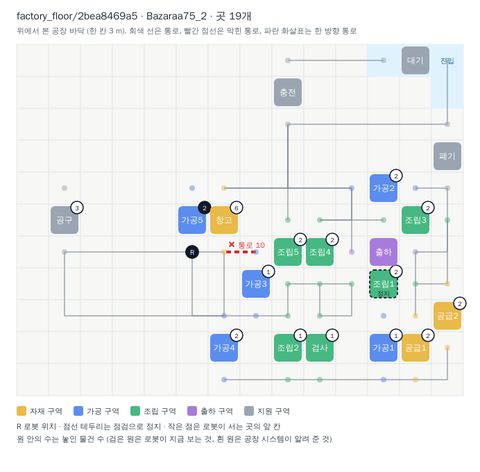 factory_floor/2bea8469a5 · Bazaraa75_2 · 곳 19개
위에서 본 공장 바닥 (한 칸 3 m). 회색 선은 통로, 빨간 점선은 막힌 통로, 파란 화살표는 한 방향 통로
대기
진입
충전
폐기
가공2 2
공구 3
가공5 2
창고 6
조립3 2
R
✕ 통로 10
조립5 2
조립4 2
출하
가공3 1
조립1 2
정지
공급2 2
가공4 2
조립2 1
검사 1
가공1 1
공급1 2
자재 구역
가공 구역
조립 구역
출하 구역
지원 구역
R 로봇 위치 · 점선 테두리는 점검으로 정지 · 작은 점은 로봇이 서는 곳의 앞 칸
원 안의 수는 놓인 물건 수 (검은 원은 로봇이 지금 보는 것, 흰 원은 공장 시스템이 알려 준 것)